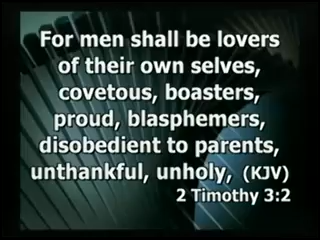 For men shall be lovers
of their own selves,
covetous, boasters,
proud, blasphemers,
disobedient to parents,
unthankful, unholy, (KJV)
2 Timothy 3:2